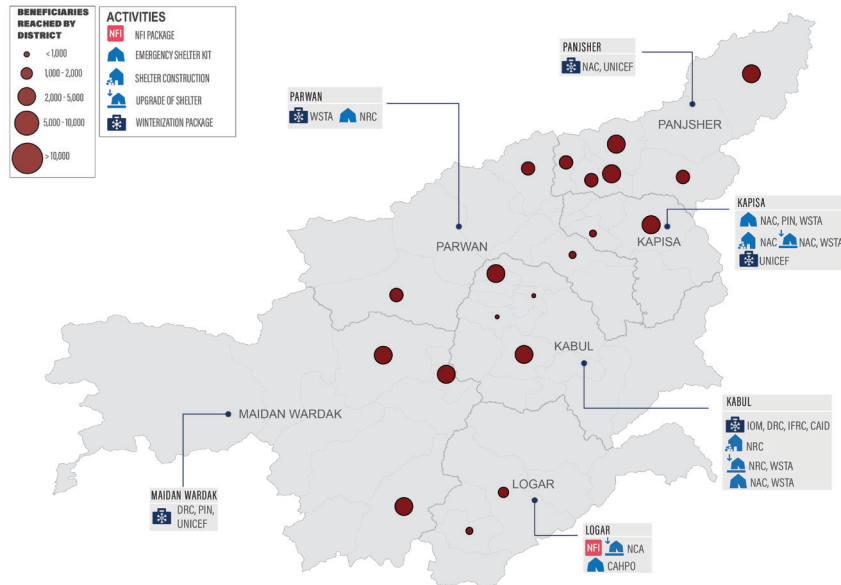 BENEFICIARIES
REACHED BY
DISTRICT
< 1,000
1,000 - 2,000
2,000 - 5,000
5,000 - 10,000
> 10,000
ACTIVITIES
NFI NFI PACKAGE
EMERGENCY SHELTER KIT
SHELTER CONSTRUCTION
UPGRADE OF SHELTER
WINTERIZATION PACKAGE
PANJSHER
NAC, UNICEF
PARWAN
WSTA NRC
PANJSHER
KAPISA
NAC, PIN, WSTA
NAC NAC, WSTA
UNICEF
KAPISA
PARWAN
KABUL
MAIDAN WARDAK
KABUL
IOM, DRC, IFRC, CAID
NRC
NRC, WSTA
NAC, WSTA
MAIDAN WARDAK
DRC, PIN,
UNICEF
LOGAR
LOGAR
NFI NCA
CAHPO